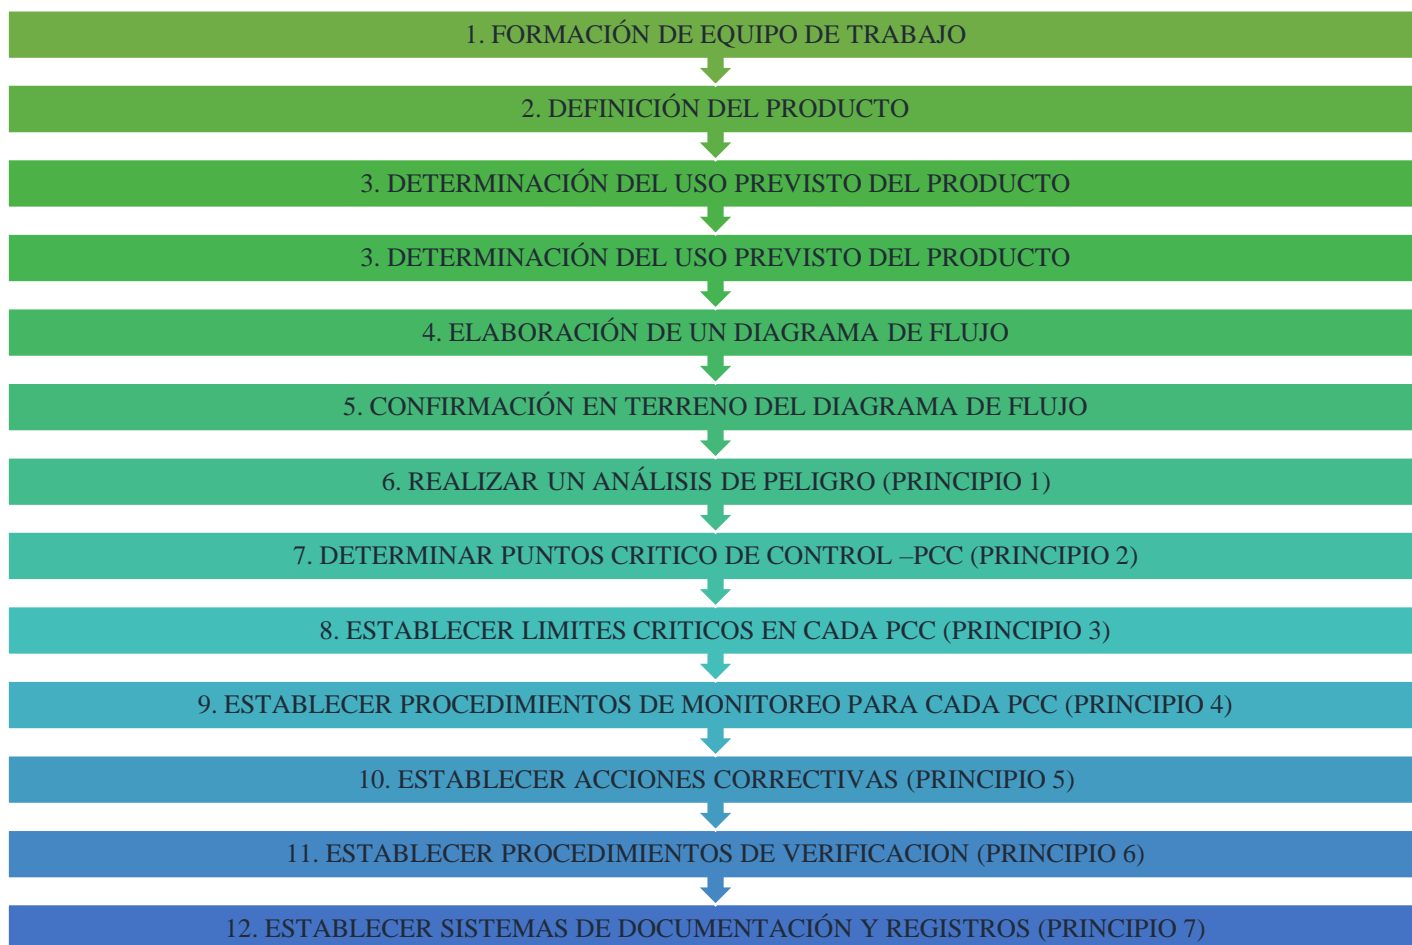 1. FORMACIÓN DE EQUIPO DE TRABAJO
2. DEFINICIÓN DEL PRODUCTO
3. DETERMINACIÓN DEL USO PREVISTO DEL PRODUCTO
3. DETERMINACIÓN DEL USO PREVISTO DEL PRODUCTO
4. ELABORACIÓN DE UN DIAGRAMA DE FLUJO
5. CONFIRMACIÓN EN TERRENO DEL DIAGRAMA DE FLUJO
6. REALIZAR UN ANÁLISIS DE PELIGRO (PRINCIPIO 1)
7. DETERMINAR PUNTOS CRITICO DE CONTROL –PCC (PRINCIPIO 2)
8. ESTABLECER LIMITES CRITICOS EN CADA PCC (PRINCIPIO 3)
9. ESTABLECER PROCEDIMIENTOS DE MONITOREO PARA CADA PCC (PRINCIPIO 4)
10. ESTABLECER ACCIONES CORRECTIVAS (PRINCIPIO 5)
11. ESTABLECER PROCEDIMIENTOS DE VERIFICACION (PRINCIPIO 6)
12. ESTABLECER SISTEMAS DE DOCUMENTACIÓN Y REGISTROS (PRINCIPIO 7)